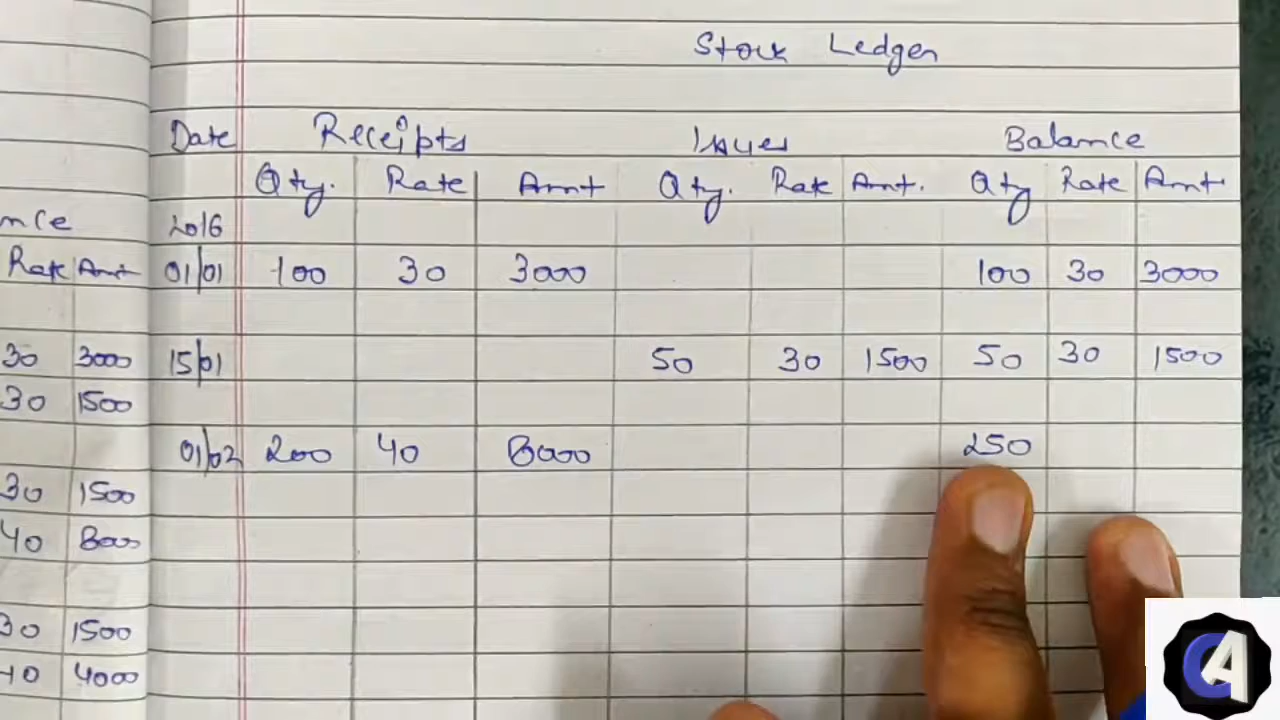 Stock Ledger
Date Receipts Issues Balance
Qty. Rate Amnt Qty. Rate Amt. Qty Rate Amt.
nce 2016
Rate Amt 01/01 100 30 3000 100 30 3000
30 3000 15/01 50 30 1500 50 30 1500
30 1500
01/02 200 40 8000 250
30 1500
40 8000
30 1500
40 4000
CA